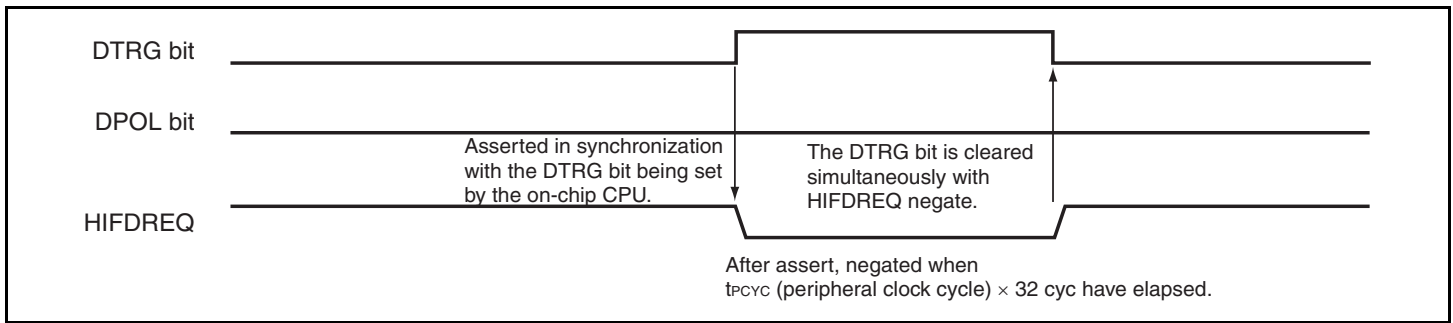 DTRG bit
DPOL bit
Asserted in synchronization
with the DTRG bit being set
by the on-chip CPU.
The DTRG bit is cleared
simultaneously with
HIFDREQ negate.
HIFDREQ
After assert, negated when
tPCYC (peripheral clock cycle) × 32 cyc have elapsed.